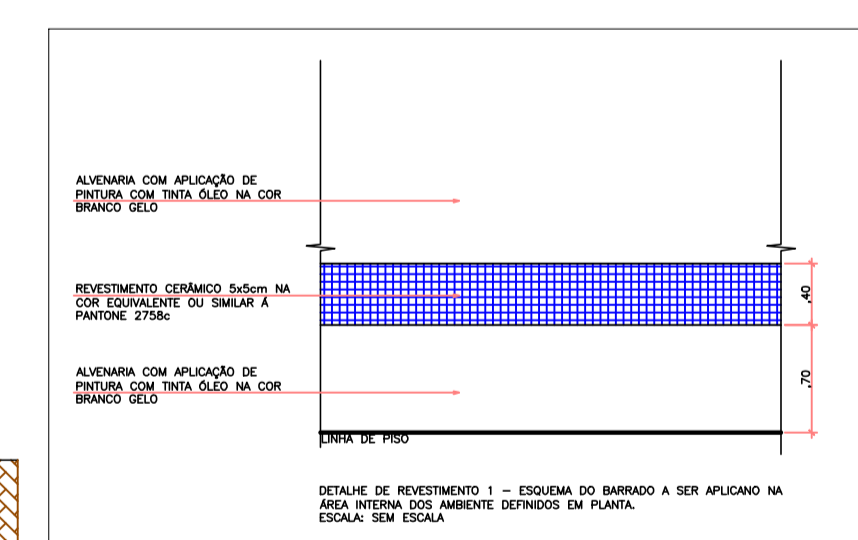 ALVENARIA COM APLICAÇÃO DE
PINTURA COM TINTA ÓLEO NA COR
BRANCO GELO
REVESTIMENTO CERÂMICO 5x5cm NA
COR EQUIVALENTE OU SIMILAR Á
PANTONE 2758c
,40
ALVENARIA COM APLICAÇÃO DE
PINTURA COM TINTA ÓLEO NA COR
BRANCO GELO
,70
LINHA DE PISO
DETALHE DE REVESTIMENTO 1 – ESQUEMA DO BARRADO A SER APLICANO NA
ÁREA INTERNA DOS AMBIENTE DEFINIDOS EM PLANTA.
ESCALA: SEM ESCALA